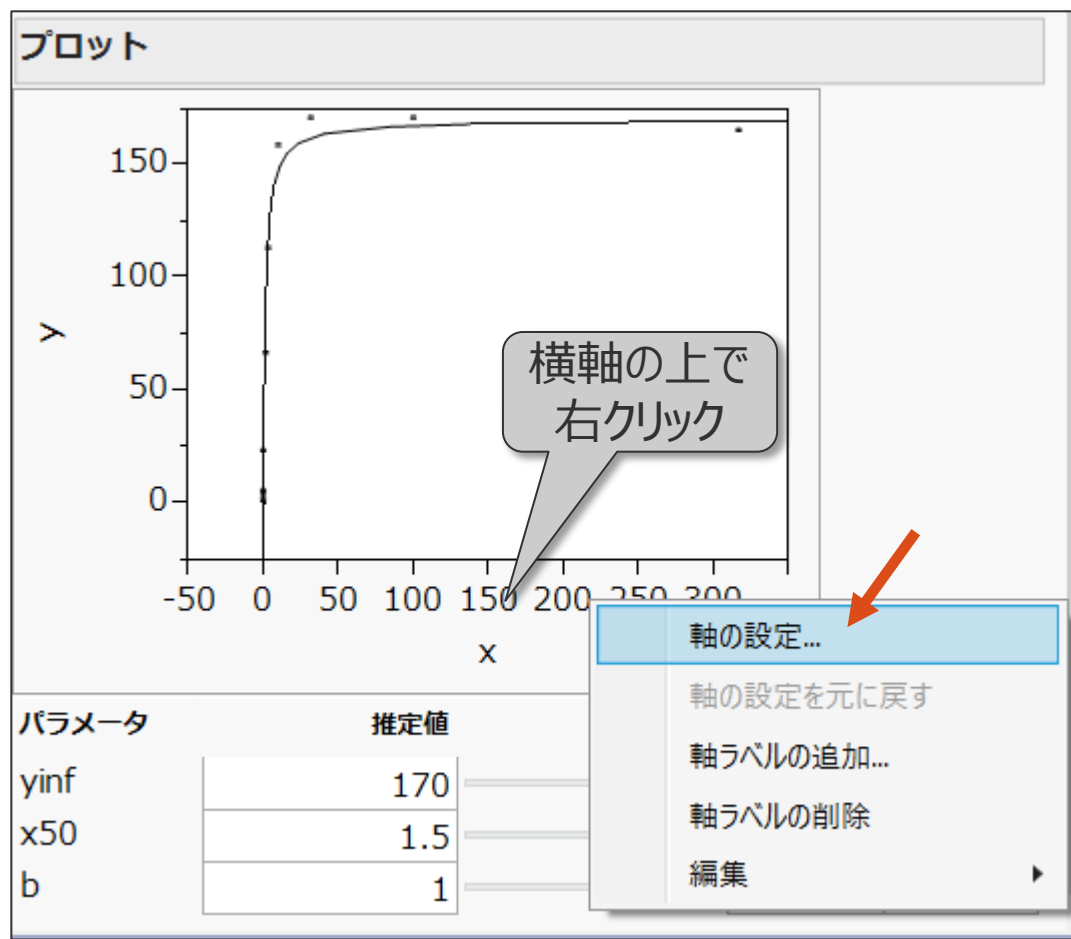 プロット
150
100
50
0
y
横軸の上で
右クリック
-50 0 50 100 150 200 250 300
x
軸の設定...
軸の設定を元に戻す
軸ラベルの追加...
軸ラベルの削除
編集
パラメータ 推定値
yinf 170
x50 1.5
b 1